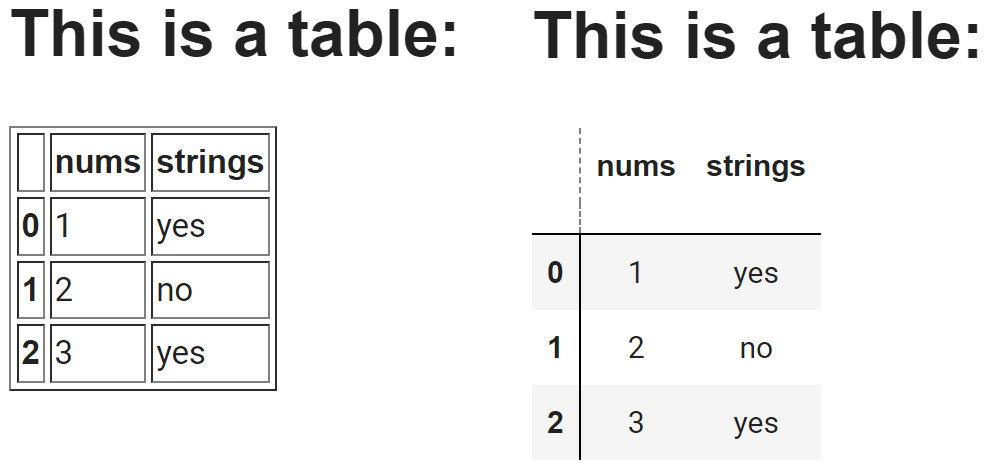 This is a table:
nums strings
0 1 yes
1 2 no
2 3 yes
This is a table:
nums strings
0 1 yes
1 2 no
2 3 yes